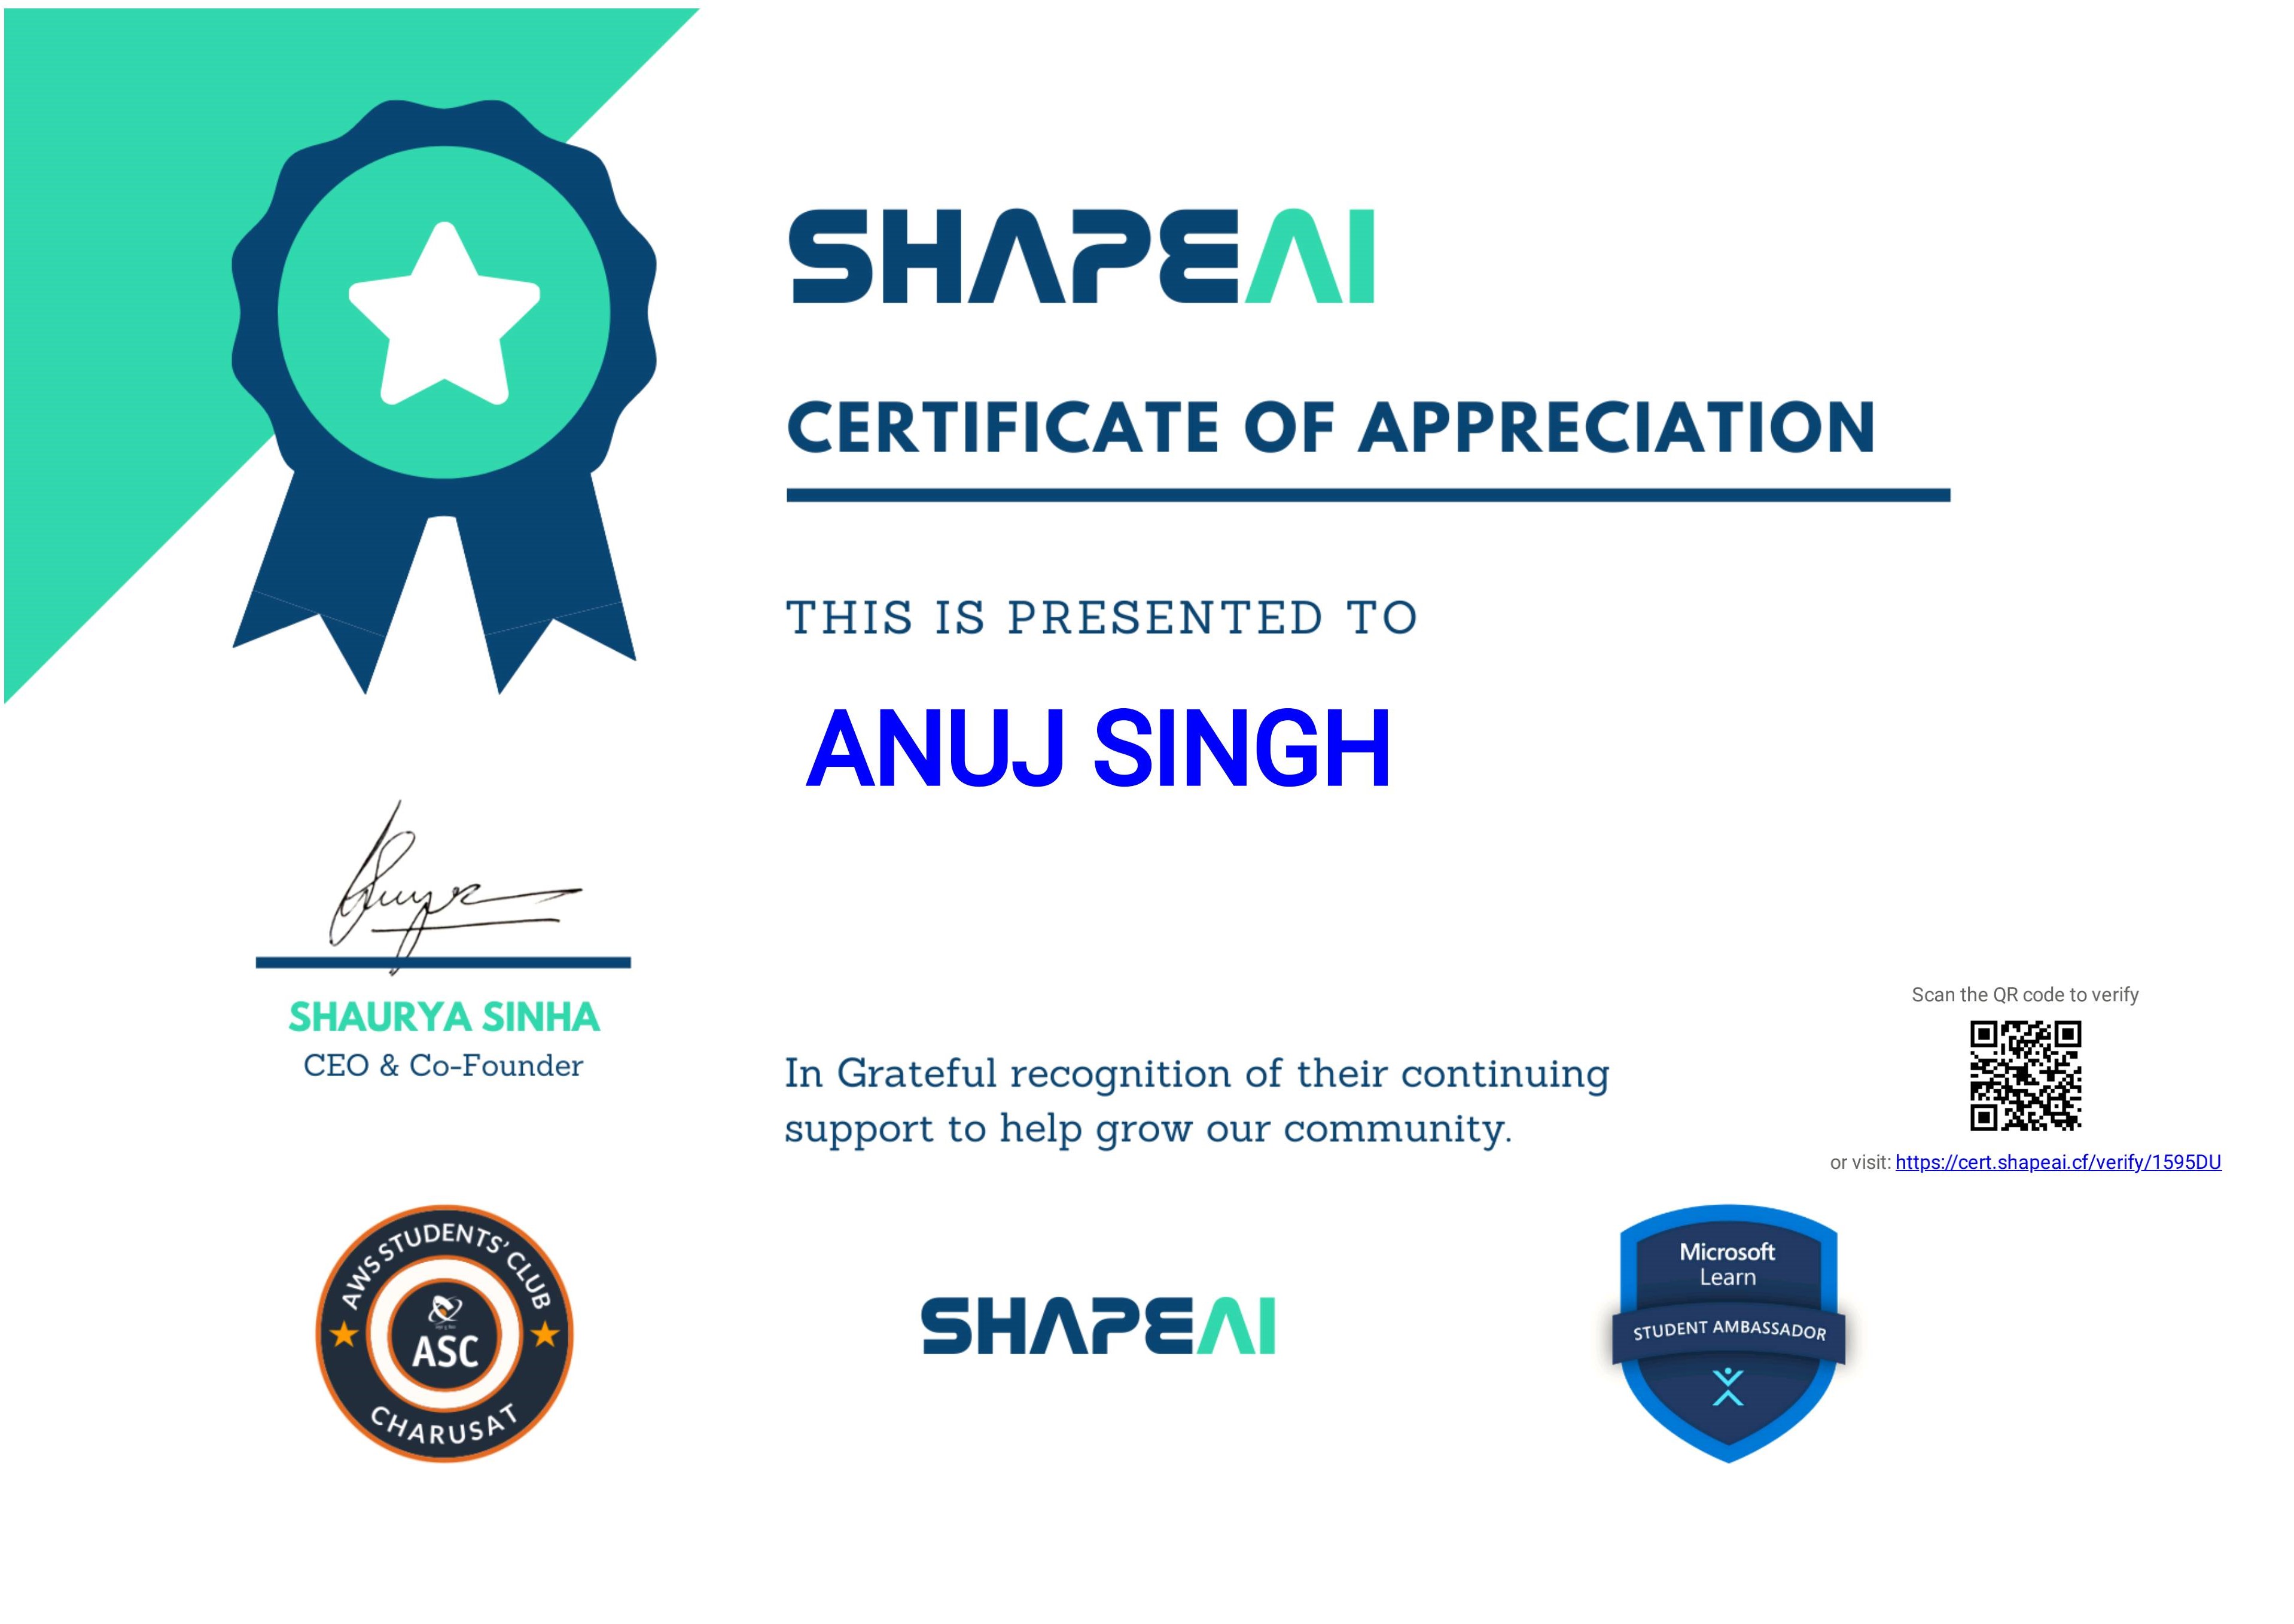 SHAPEAI
CERTIFICATE OF APPRECIATION
THIS IS PRESENTED TO
ANUJ SINGH
SHAURYA SINHA
CEO & Co-Founder
In Grateful recognition of their continuing
support to help grow our community.
Scan the QR code to verify
or visit: https://cert.shapeai.cf/verify/1595DU
AWS STUDENTS' CLUB
ASC
CHARUSAT
SHAPEAI
Microsoft
Learn
STUDENT AMBASSADOR